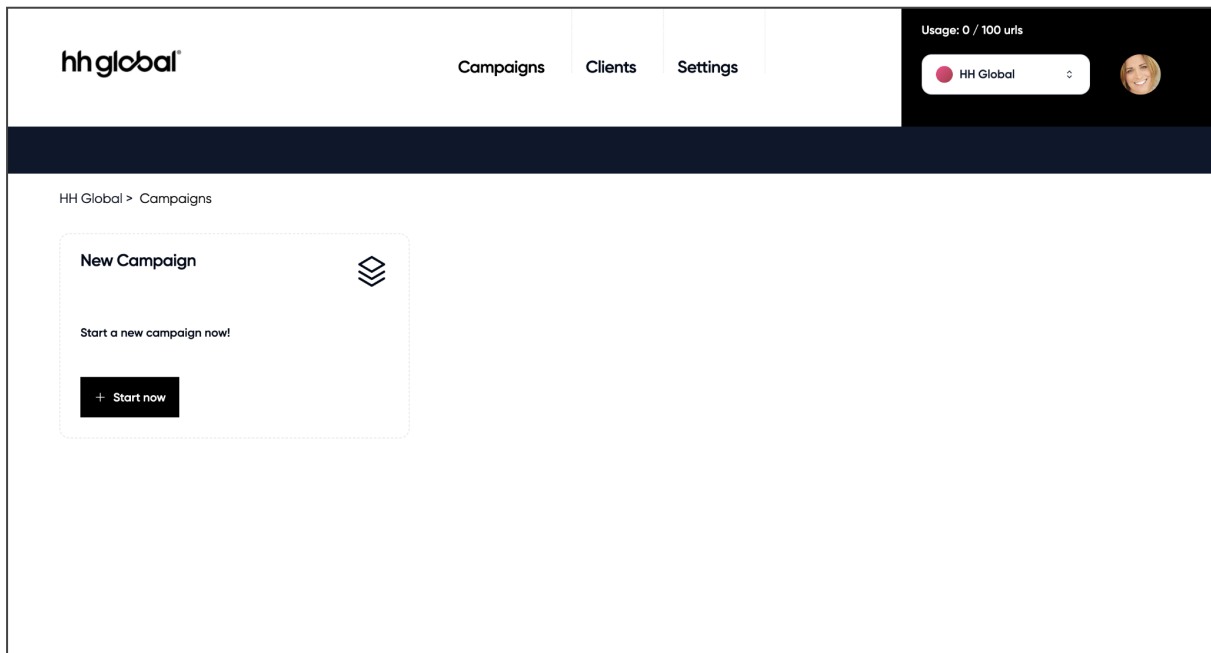 hhglobal®
Campaigns Clients Settings
Usage: 0 / 100 urls
HH Global
HH Global > Campaigns
New Campaign
Start a new campaign now!
+ Start now